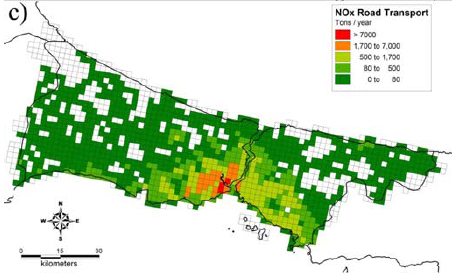 c)
NOx Road Transport
Tons / year
> 7000
1,700 to 7,000
500 to 1,700
80 to 500
0 to 80
N
W E
S
0 15 30
kilometers